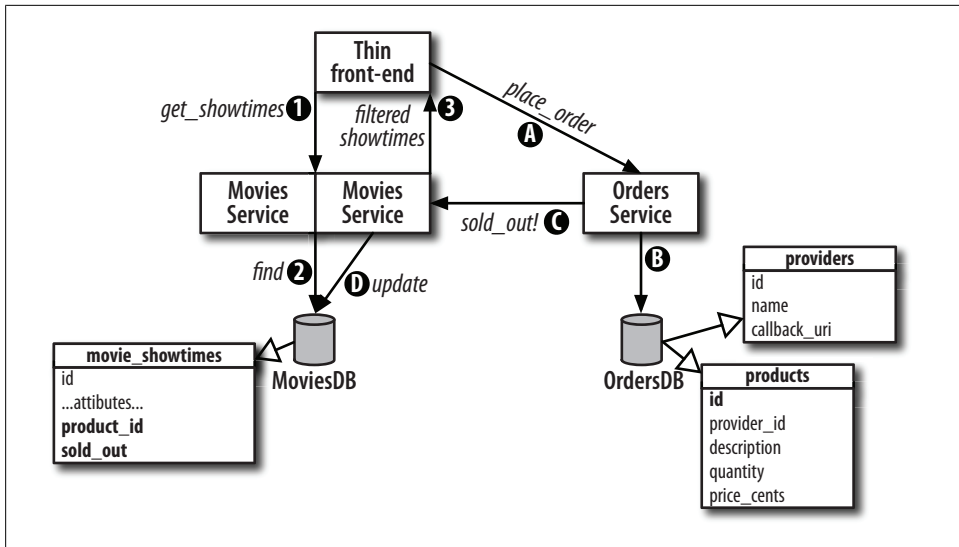 Thin
front-end
get_showtimes 1
filtered
showtimes
3
place_order
A
Movies
Service
Movies
Service
Orders
Service
sold_out! C
find 2
D update
B
MoviesDB
OrdersDB
movie_showtimes
id
...attibutes...
product_id
sold_out
providers
id
name
callback_uri
products
id
provider_id
description
quantity
price_cents